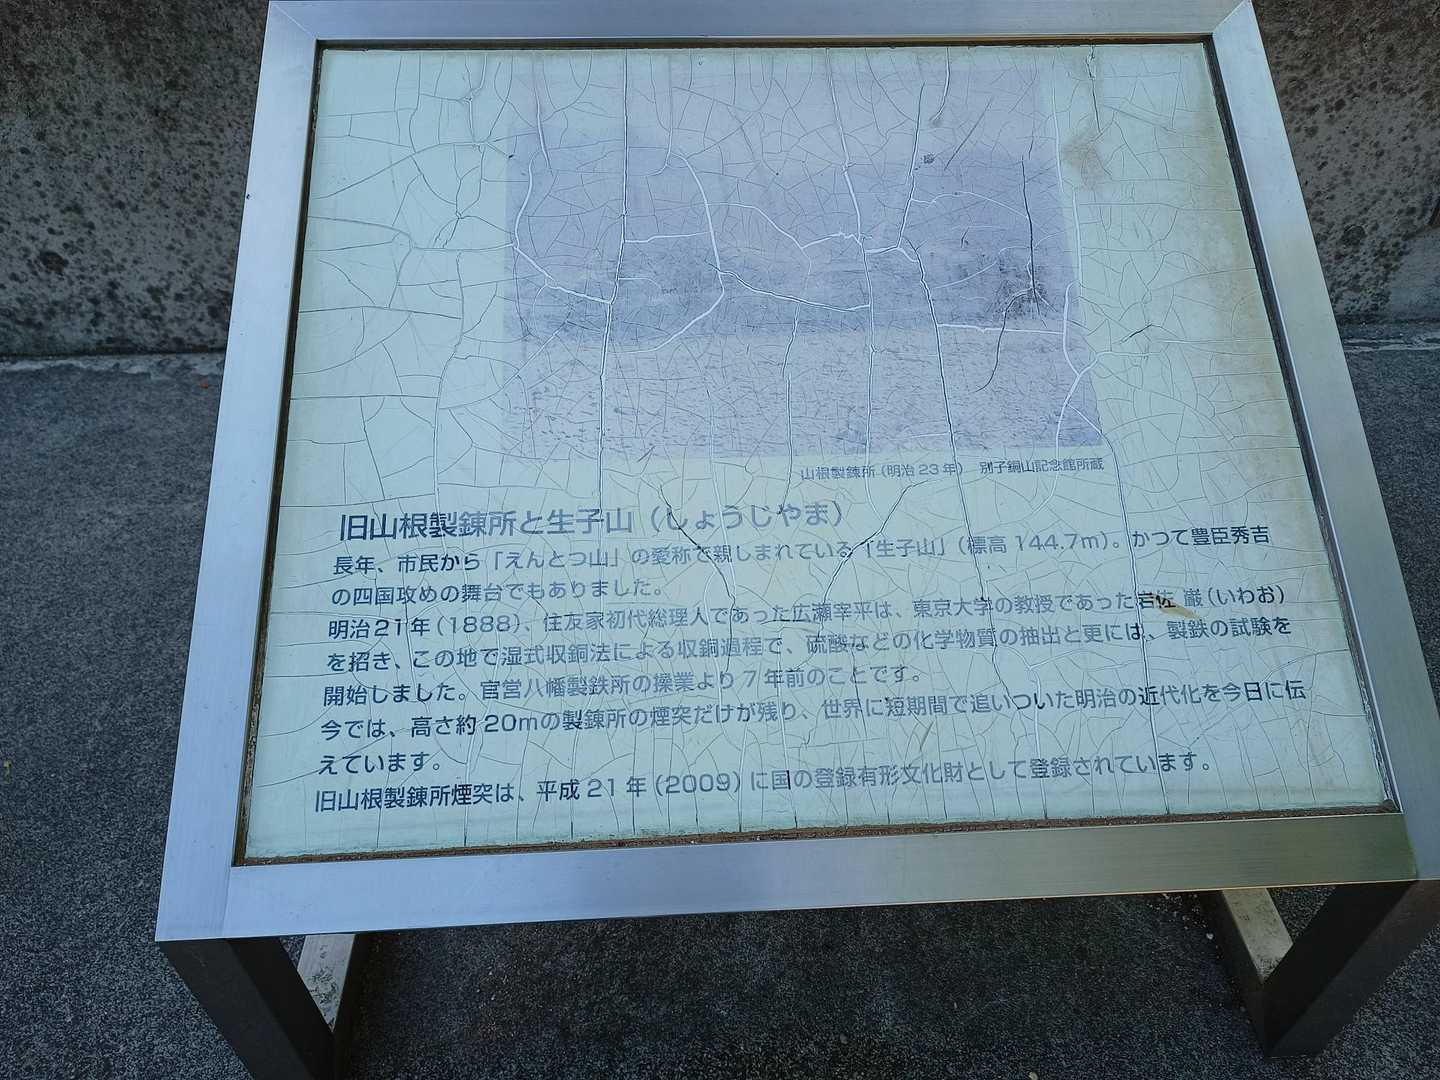 山根製錬所（明治23年）　別子銅山記念館所蔵
旧山根製錬所と生子山（しょうじやま）
長年、市民から「えんとつ山」の愛称で親しまれている「生子山」（標高144.7m）。かつて豊臣秀吉
の四国攻めの舞台でもありました。
明治21年（1888）、住友家初代総理人であった広瀬宰平は、東京大学の教授であった岩佐 巌（いわお）
を招き、この地で湿式収銅法による収銅過程で、硫酸などの化学物質の抽出と更には、製鉄の試験を
開始しました。官営八幡製鉄所の操業より7年前のことです。
今では、高さ約20mの製錬所の煙突だけが残り、世界に短期間で追いついた明治の近代化を今日に伝
えています。
旧山根製錬所煙突は、平成21年（2009）に国の登録有形文化財として登録されています。